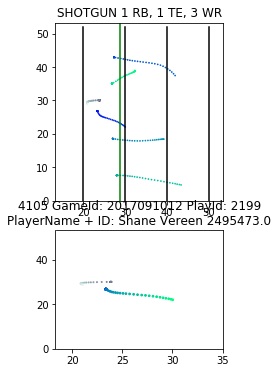 SHOTGUN 1 RB, 1 TE, 3 WR
50
40
30
20
10
0
20 30 40 50
4105 GameId: 2017091012 PlayId: 2199
PlayerName + ID: Shane Vereen 2495473.0
40
20
0
20 25 30 35